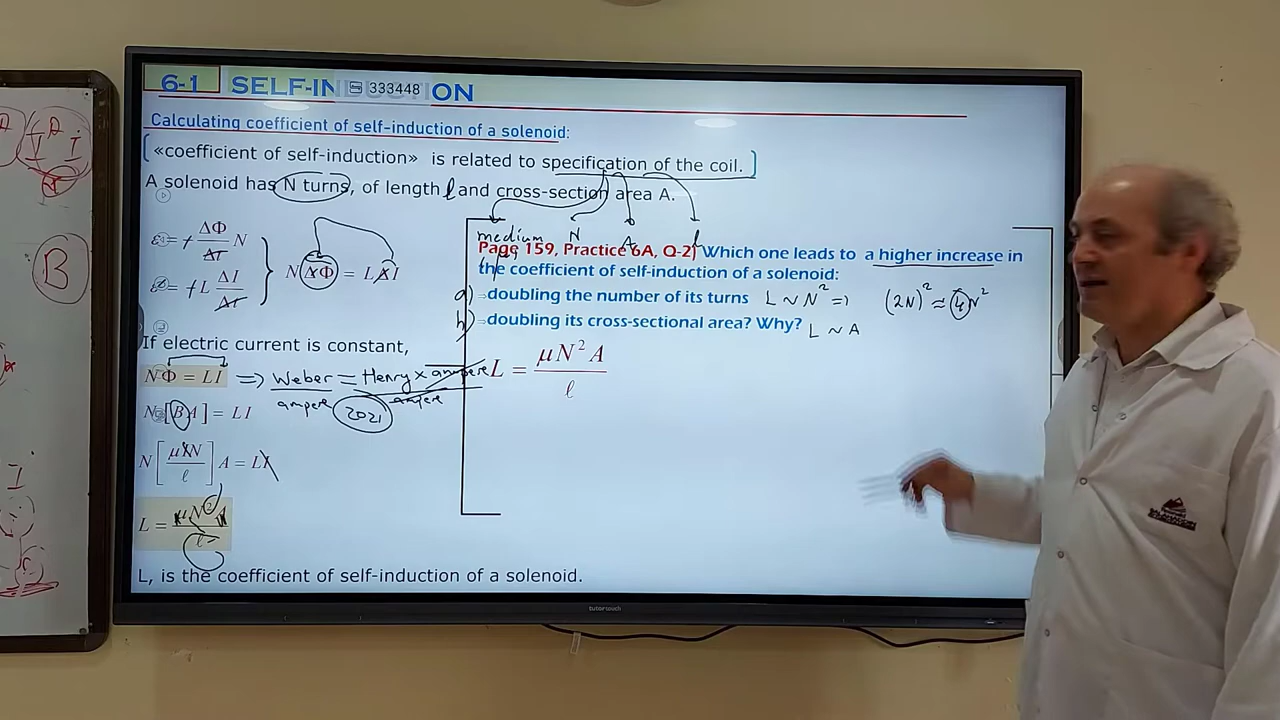 6-1 SELF-INDUCTION
333448
Calculating coefficient of self-induction of a solenoid:
«coefficient of self-induction» is related to specification of the coil.
A solenoid has N turns, of length ℓ and cross-section area A.
medium N A ℓ
(μ)
ε = - ΔΦ/Δt N
ε = - L ΔI/Δt
N(ΔΦ) = LΔI
Page 159, Practice 6A, Q-2) Which one leads to a higher increase in
the coefficient of self-induction of a solenoid:
a) doubling the number of its turns L ~ N² ⇒ (2N)² ≈ 4N²
b) doubling its cross-sectional area? Why? L ~ A
L = μN²A/ℓ
If electric current is constant,
NΦ = LI ⇒ Weber = Henry × ampere
ampere ampere
2021
N[BA] = LI
N[μIN/ℓ] A = LI
L = μN²A/ℓ
L, is the coefficient of self-induction of a solenoid.
B
I
turbotouch